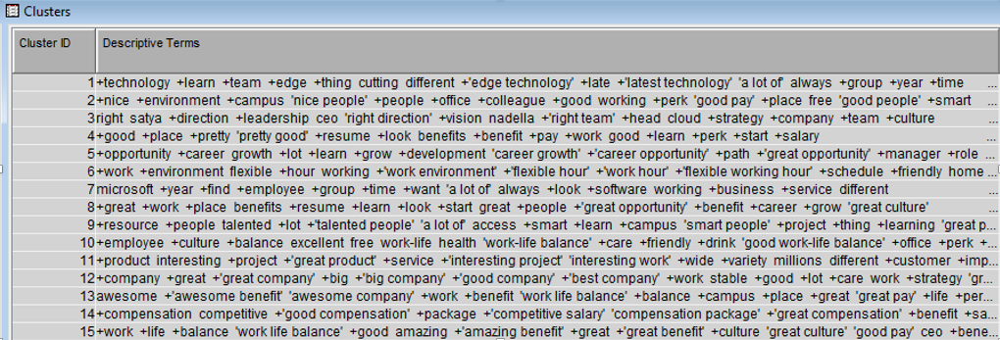 Clusters
Cluster ID Descriptive Terms
1 +technology +learn +team +edge +thing cutting different +'edge technology' +late +'latest technology' 'a lot of' always +group +year +time ...
2 +nice +environment +campus 'nice people' +people +office +colleague +good working +perk 'good pay' +place free 'good people' +smart ...
3 right satya +direction +leadership ceo 'right direction' +vision nadella +'right team' +head cloud +strategy +company +team +culture ...
4 +good +place +pretty 'pretty good' +resume +look benefits +benefit +pay +work good +learn +perk +start +salary ...
5 +opportunity +career growth +lot +learn +grow +development 'career growth' +'career opportunity' +path +'great opportunity' +manager +role ...
6 +work +environment flexible +hour working +'work environment' +'flexible hour' +'work hour' +'flexible working hour' +schedule +friendly home ...
7 microsoft +year +find +employee +group +time +want 'a lot of' always +look +software working +business +service different
8 +great +work +place benefits +resume +learn +look +start great +people +'great opportunity' +benefit +career +grow 'great culture'
9 +resource +people talented +lot +'talented people' 'a lot of' access +smart +learn +campus 'smart people' +project +thing +learning 'great p...
10 +employee +culture +balance excellent free work-life health 'work-life balance' +care +friendly +drink 'good work-life balance' +office +perk +...
11 +product interesting +project +'great product' +service +'interesting project' 'interesting work' +wide +variety millions different +customer +imp...
12 +company +great +'great company' +big +'big company' +'good company' +'best company' +work stable +good +lot +care work +strategy 'gr...
13 awesome +'awesome benefit' 'awesome company' +work +benefit 'work life balance' +balance +campus +place +great 'great pay' +life +per...
14 +compensation competitive +'good compensation' +package +'competitive salary' 'compensation package' +'great compensation' +benefit +sa...
15 +work +life +balance 'work life balance' +good amazing +'amazing benefit' +great +'great benefit' +culture 'great culture' 'good pay' ceo +bene...